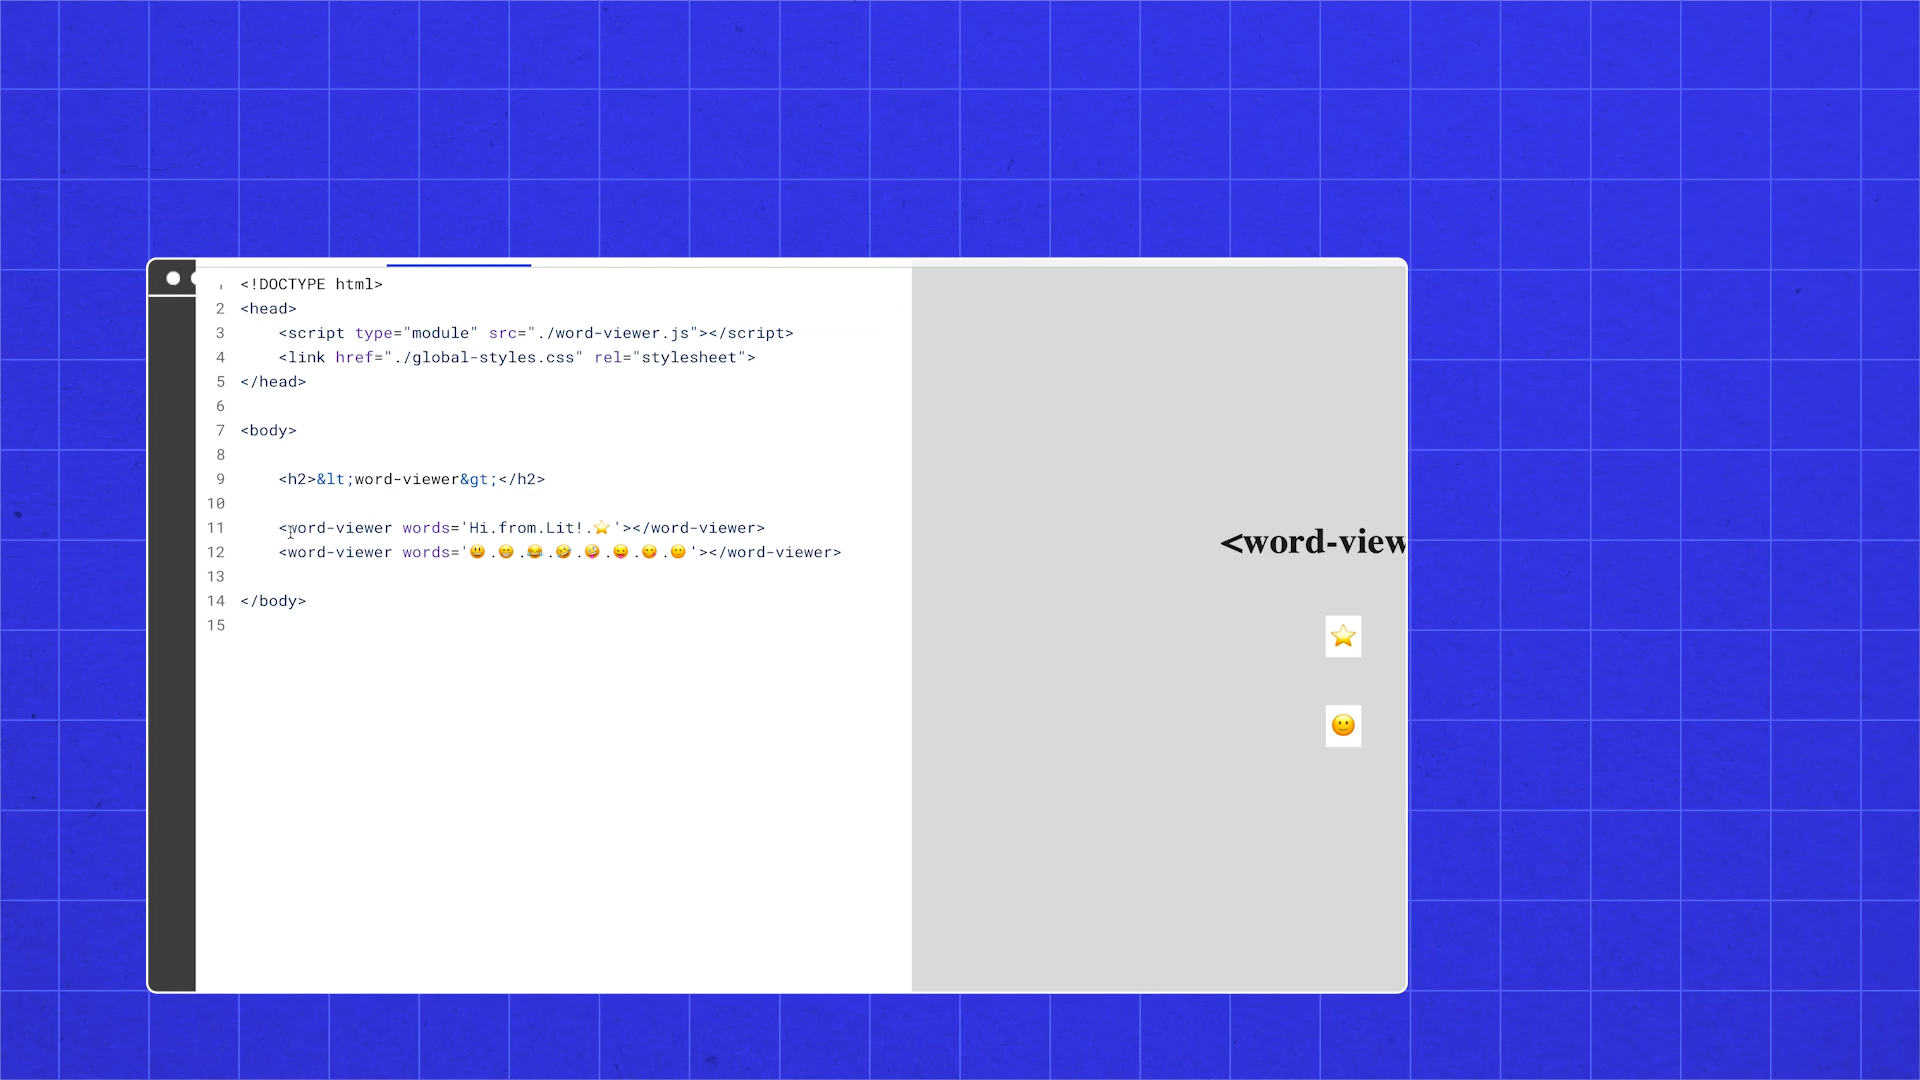 1 <!DOCTYPE html>
2 <head>
3     <script type="module" src="./word-viewer.js"></script>
4     <link href="./global-styles.css" rel="stylesheet">
5 </head>
6
7 <body>
8
9     <h2>&lt;word-viewer&gt;</h2>
10
11     <word-viewer words='Hi.from.Lit!.⭐'></word-viewer>
12     <word-viewer words='😃.😁.😂.🤣.🤪.😛.😋.🙂'></word-viewer>
13
14 </body>
15
<word-view
⭐
🙂